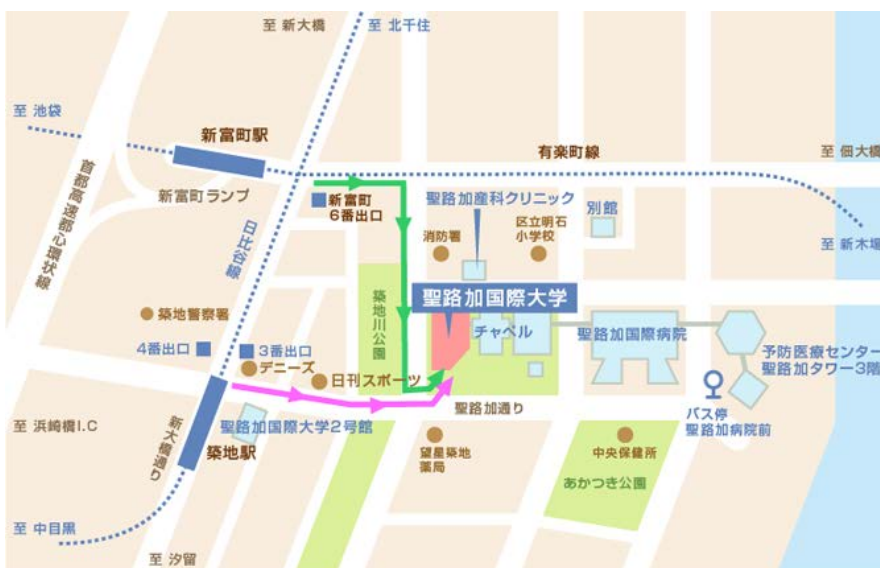 至 新大橋
至 北千住
至 池袋
新富町駅
有楽町線
至 佃大橋
首都高速都心環状線
新富町ランプ
日比谷線
新富町
6番出口
聖路加産科クリニック
消防署
区立明石
小学校
別館
至 新木場
築地川公園
聖路加国際大学
築地警察署
4番出口
3番出口
デニーズ
日刊スポーツ
チャペル
聖路加国際病院
予防医療センター
聖路加タワー3階
バス停
聖路加病院前
聖路加通り
至 浜崎橋I.C
新大橋通り
聖路加国際大学2号館
築地駅
望星築地
薬局
中央保健所
あかつき公園
至 中目黒
至 汐留